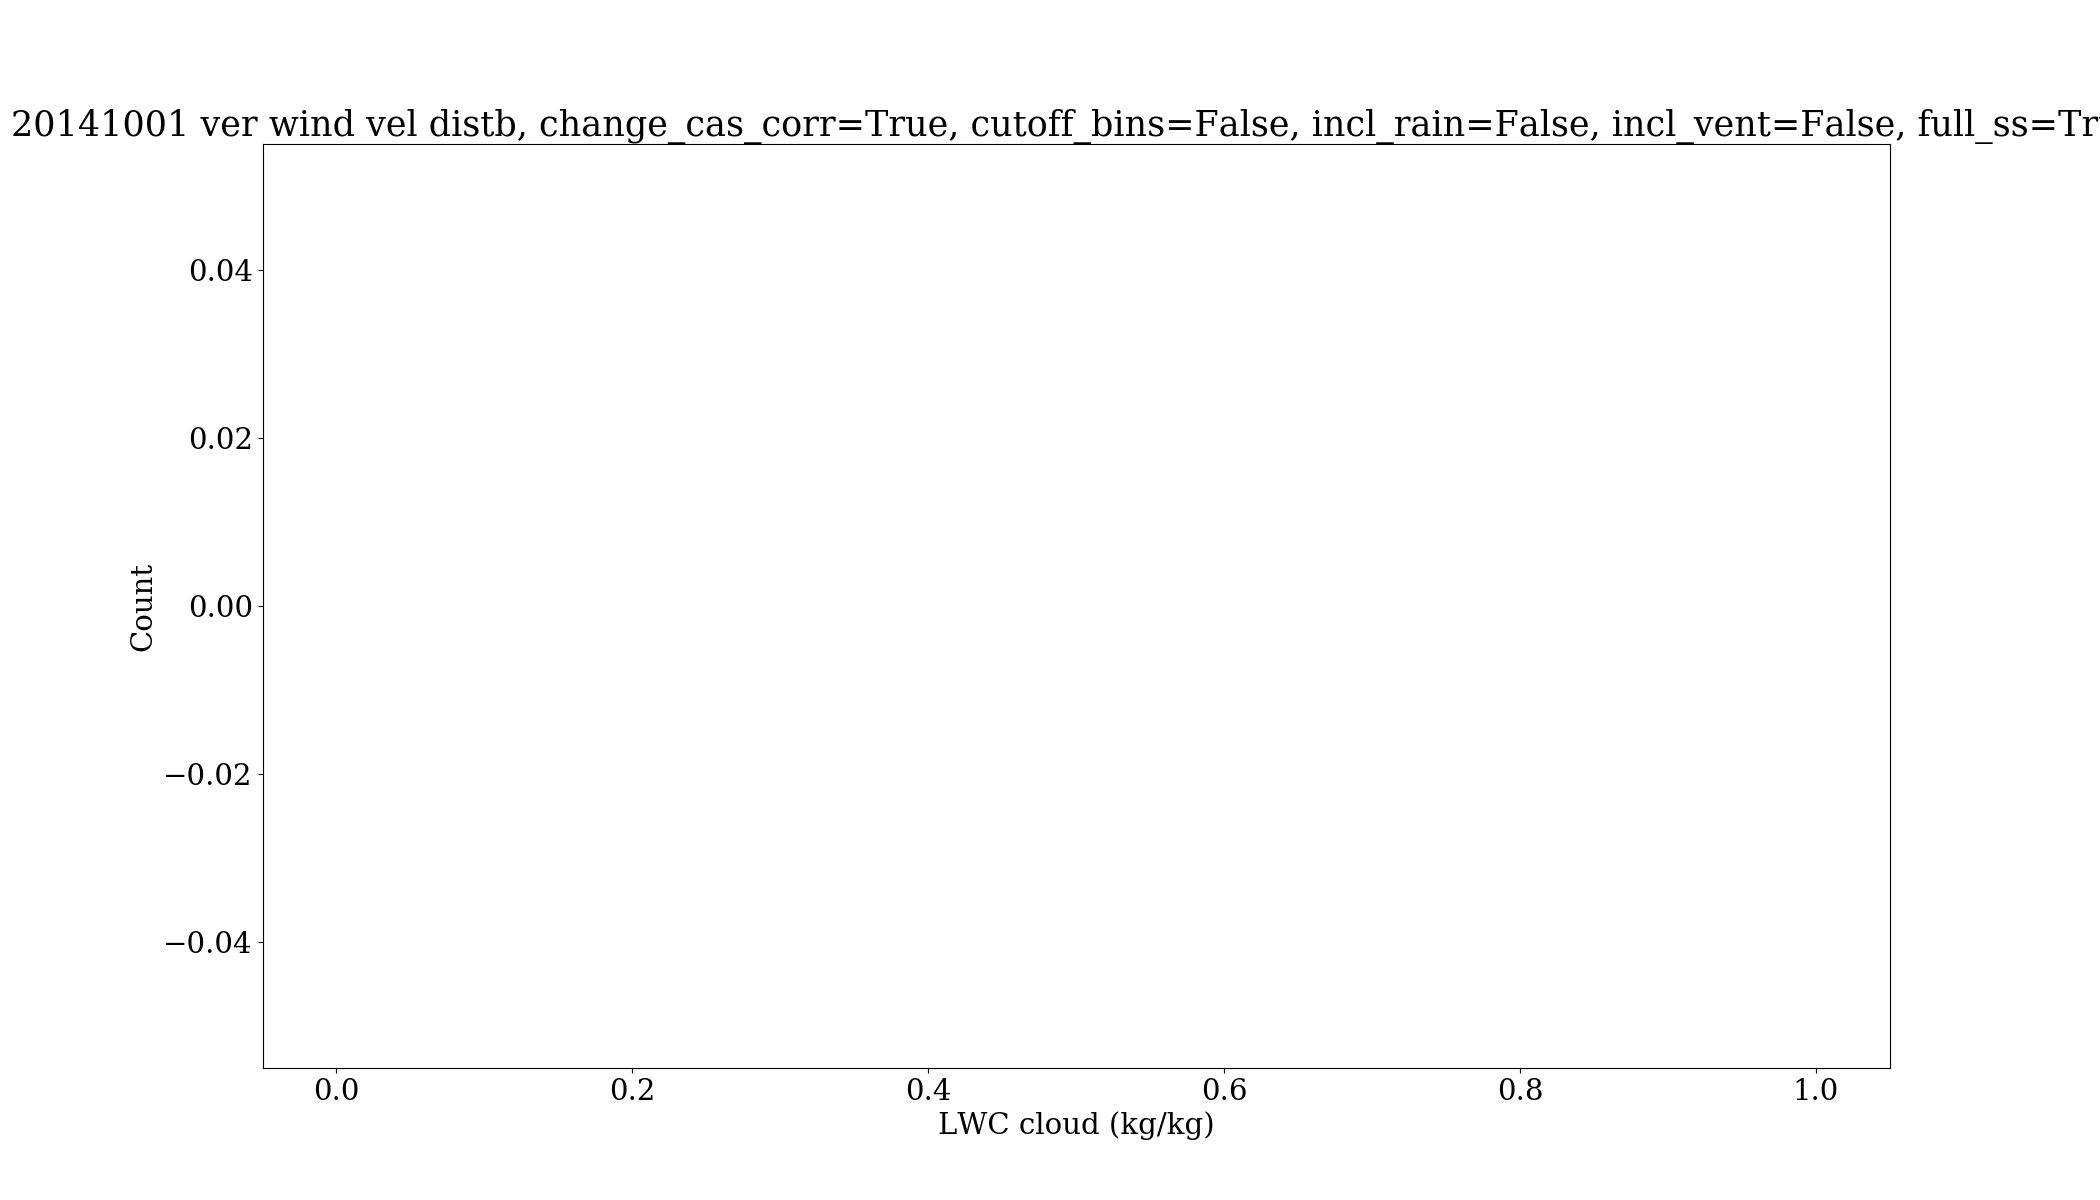 20141001 ver wind vel distb, change_cas_corr=True, cutoff_bins=False, incl_rain=False, incl_vent=False, full_ss=Tr
0.04
0.02
0.00
−0.02
−0.04
Count
0.0 0.2 0.4 0.6 0.8 1.0
LWC cloud (kg/kg)